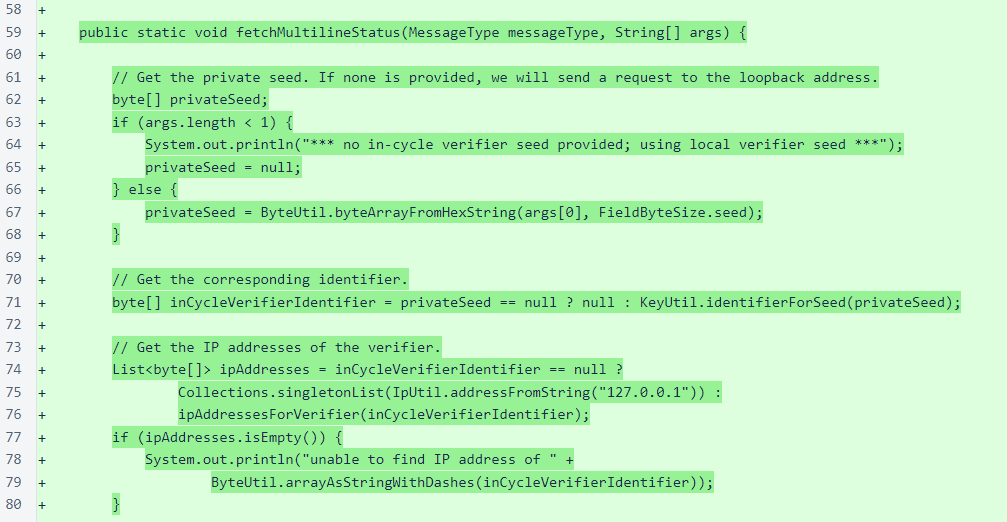 58 +
59 + public static void fetchMultilineStatus(MessageType messageType, String[] args) {
60 +
61 + // Get the private seed. If none is provided, we will send a request to the loopback address.
62 + byte[] privateSeed;
63 + if (args.length < 1) {
64 + System.out.println("*** no in-cycle verifier seed provided; using local verifier seed ***");
65 + privateSeed = null;
66 + } else {
67 + privateSeed = ByteUtil.byteArrayFromHexString(args[0], FieldByteSize.seed);
68 + }
69 +
70 + // Get the corresponding identifier.
71 + byte[] inCycleVerifierIdentifier = privateSeed == null ? null : KeyUtil.identifierForSeed(privateSeed);
72 +
73 + // Get the IP addresses of the verifier.
74 + List<byte[]> ipAddresses = inCycleVerifierIdentifier == null ?
75 + Collections.singletonList(IpUtil.addressFromString("127.0.0.1")) :
76 + ipAddressesForVerifier(inCycleVerifierIdentifier);
77 + if (ipAddresses.isEmpty()) {
78 + System.out.println("unable to find IP address of " +
79 + ByteUtil.arrayAsStringWithDashes(inCycleVerifierIdentifier));
80 + }